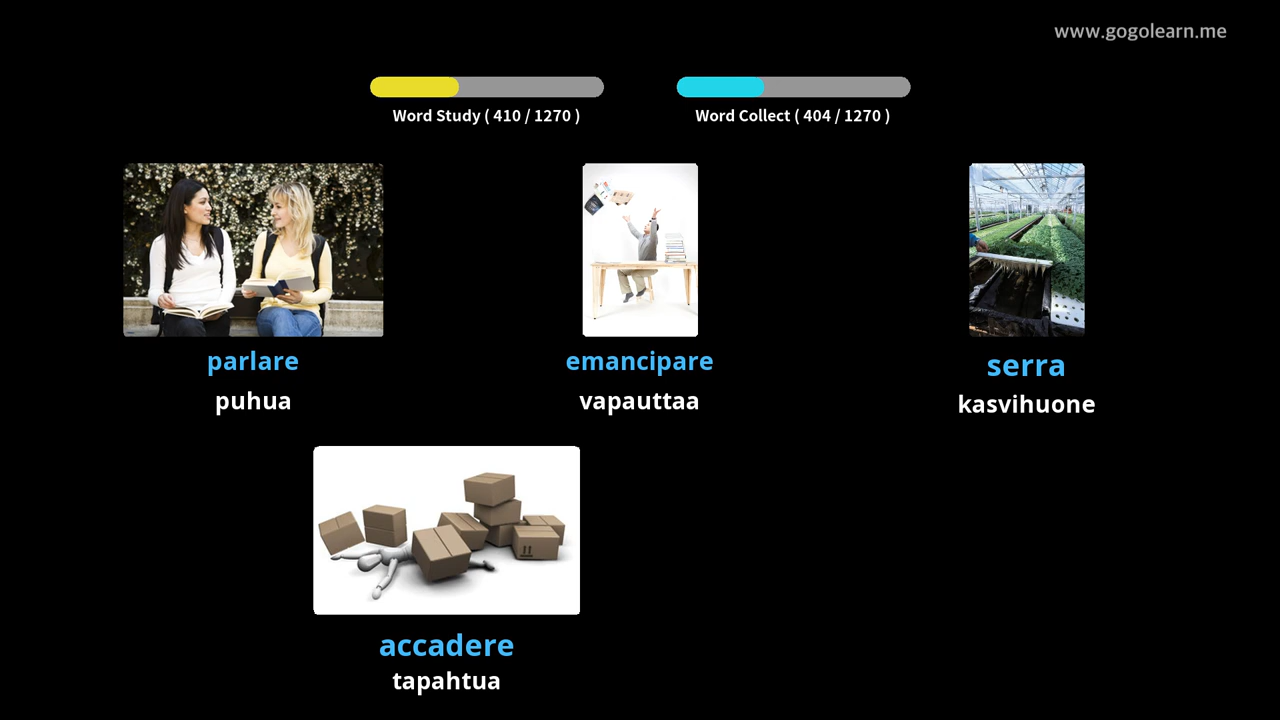 www.gogolearn.me
Word Study ( 410 / 1270 )
Word Collect ( 404 / 1270 )
parlare
puhua
emancipare
vapauttaa
serra
kasvihuone
accadere
tapahtua